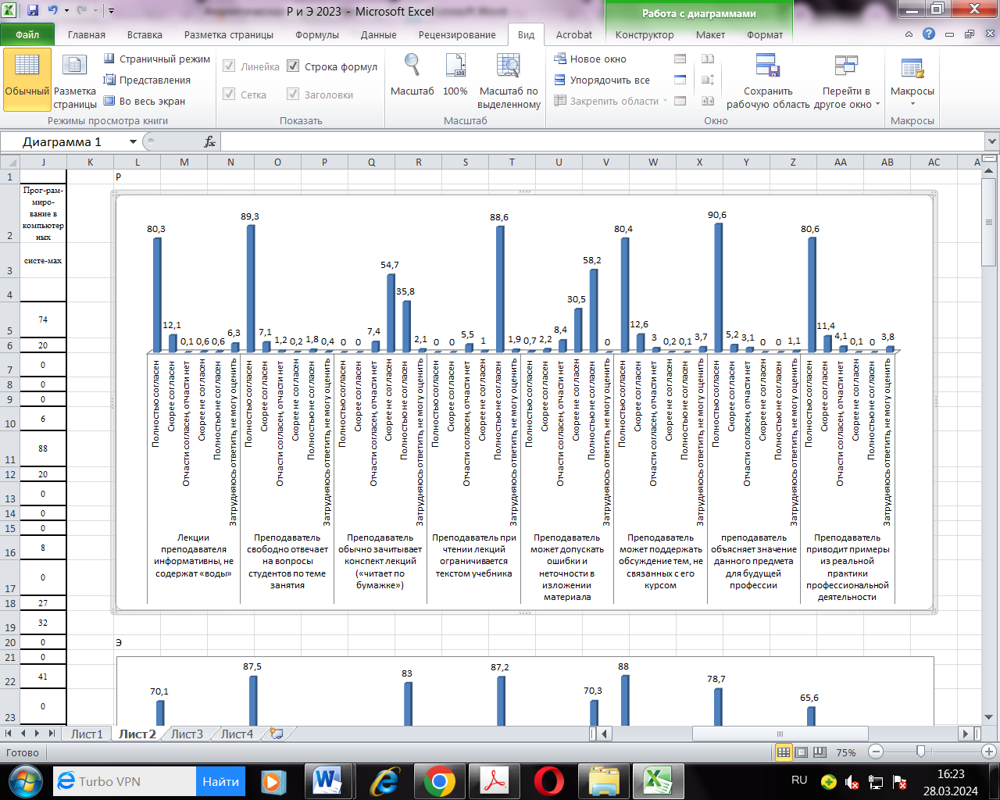 Р и Э 2023 - Microsoft Excel
Работа с диаграммами
Файл Главная Вставка Разметка страницы Формулы Данные Рецензирование Вид Acrobat Конструктор Макет Формат
Обычный
Разметка страницы
Страничный режим
Представления
Во весь экран
Режимы просмотра книги
Линейка
Строка формул
Сетка
Заголовки
Показать
Масштаб
100%
Масштаб по выделенному
Масштаб
Новое окно
Упорядочить все
Закрепить области
Сохранить рабочую область
Перейти в другое окно
Окно
Макросы
Макросы
Диаграмма 1
fx
J K L M N O P Q R S T U V W X Y Z AA AB AC A
1 Р
2 Прог-рам-
миро-
вание в
компьютер
ных
3 систе-мах
4
5 74
6 20
7 0
8 0
9 0
10 6
11 88
12 20
13 0
14 0
15 0
16 8
17 0
18 27
19 32
20 0 Э
21 0
22 41
23 0
80,3 12,1 0,1 0,6 0,6 6,3
89,3 7,1 1,2 0,2 1,8 0,4
0 0 7,4 54,7 35,8 2,1
0 0 5,5 1 88,6 1,9
0,7 2,2 8,4 30,5 58,2 0
80,4 12,6 3 0,2 0,1 3,7
90,6 5,2 3,1 0 0 1,1
80,6 11,4 4,1 0,1 0 3,8
Полностью согласен
Скорее согласен
Отчасти согласен, отчасти нет
Скорее не согласен
Полностью не согласен
Затрудняюсь ответить, не могу оценить
Полностью согласен
Скорее согласен
Отчасти согласен, отчасти нет
Скорее не согласен
Полностью не согласен
Затрудняюсь ответить, не могу оценить
Полностью согласен
Скорее согласен
Отчасти согласен, отчасти нет
Скорее не согласен
Полностью не согласен
Затрудняюсь ответить, не могу оценить
Полностью согласен
Скорее согласен
Отчасти согласен, отчасти нет
Скорее не согласен
Полностью не согласен
Затрудняюсь ответить, не могу оценить
Полностью согласен
Скорее согласен
Отчасти согласен, отчасти нет
Скорее не согласен
Полностью не согласен
Затрудняюсь ответить, не могу оценить
Полностью согласен
Скорее согласен
Отчасти согласен, отчасти нет
Скорее не согласен
Полностью не согласен
Затрудняюсь ответить, не могу оценить
Полностью согласен
Скорее согласен
Отчасти согласен, отчасти нет
Скорее не согласен
Полностью не согласен
Затрудняюсь ответить, не могу оценить
Полностью согласен
Скорее согласен
Отчасти согласен, отчасти нет
Скорее не согласен
Полностью не согласен
Затрудняюсь ответить, не могу оценить
Лекции
преподавателя
информативны, не
содержат «воды»
Преподаватель
свободно отвечает
на вопросы
студентов по теме
занятия
Преподаватель
обычно зачитывает
конспект лекций
(«читает по
бумажке»)
Преподаватель при
чтении лекций
ограничивается
текстом учебника
Преподаватель
может допускать
ошибки и
неточности в
изложении
материала
Преподаватель
может поддержать
обсуждение тем, не
связанных с его
курсом
преподаватель
объясняет значение
данного предмета
для будущей
профессии
Преподаватель
приводит примеры
из реальной
практики
профессиональной
деятельности
70,1 87,5 83 87,2 70,3 88 78,7 65,6
Лист1 Лист2 Лист3 Лист4
Готово
75%
Turbo VPN
Найти
RU
16:23
28.03.2024